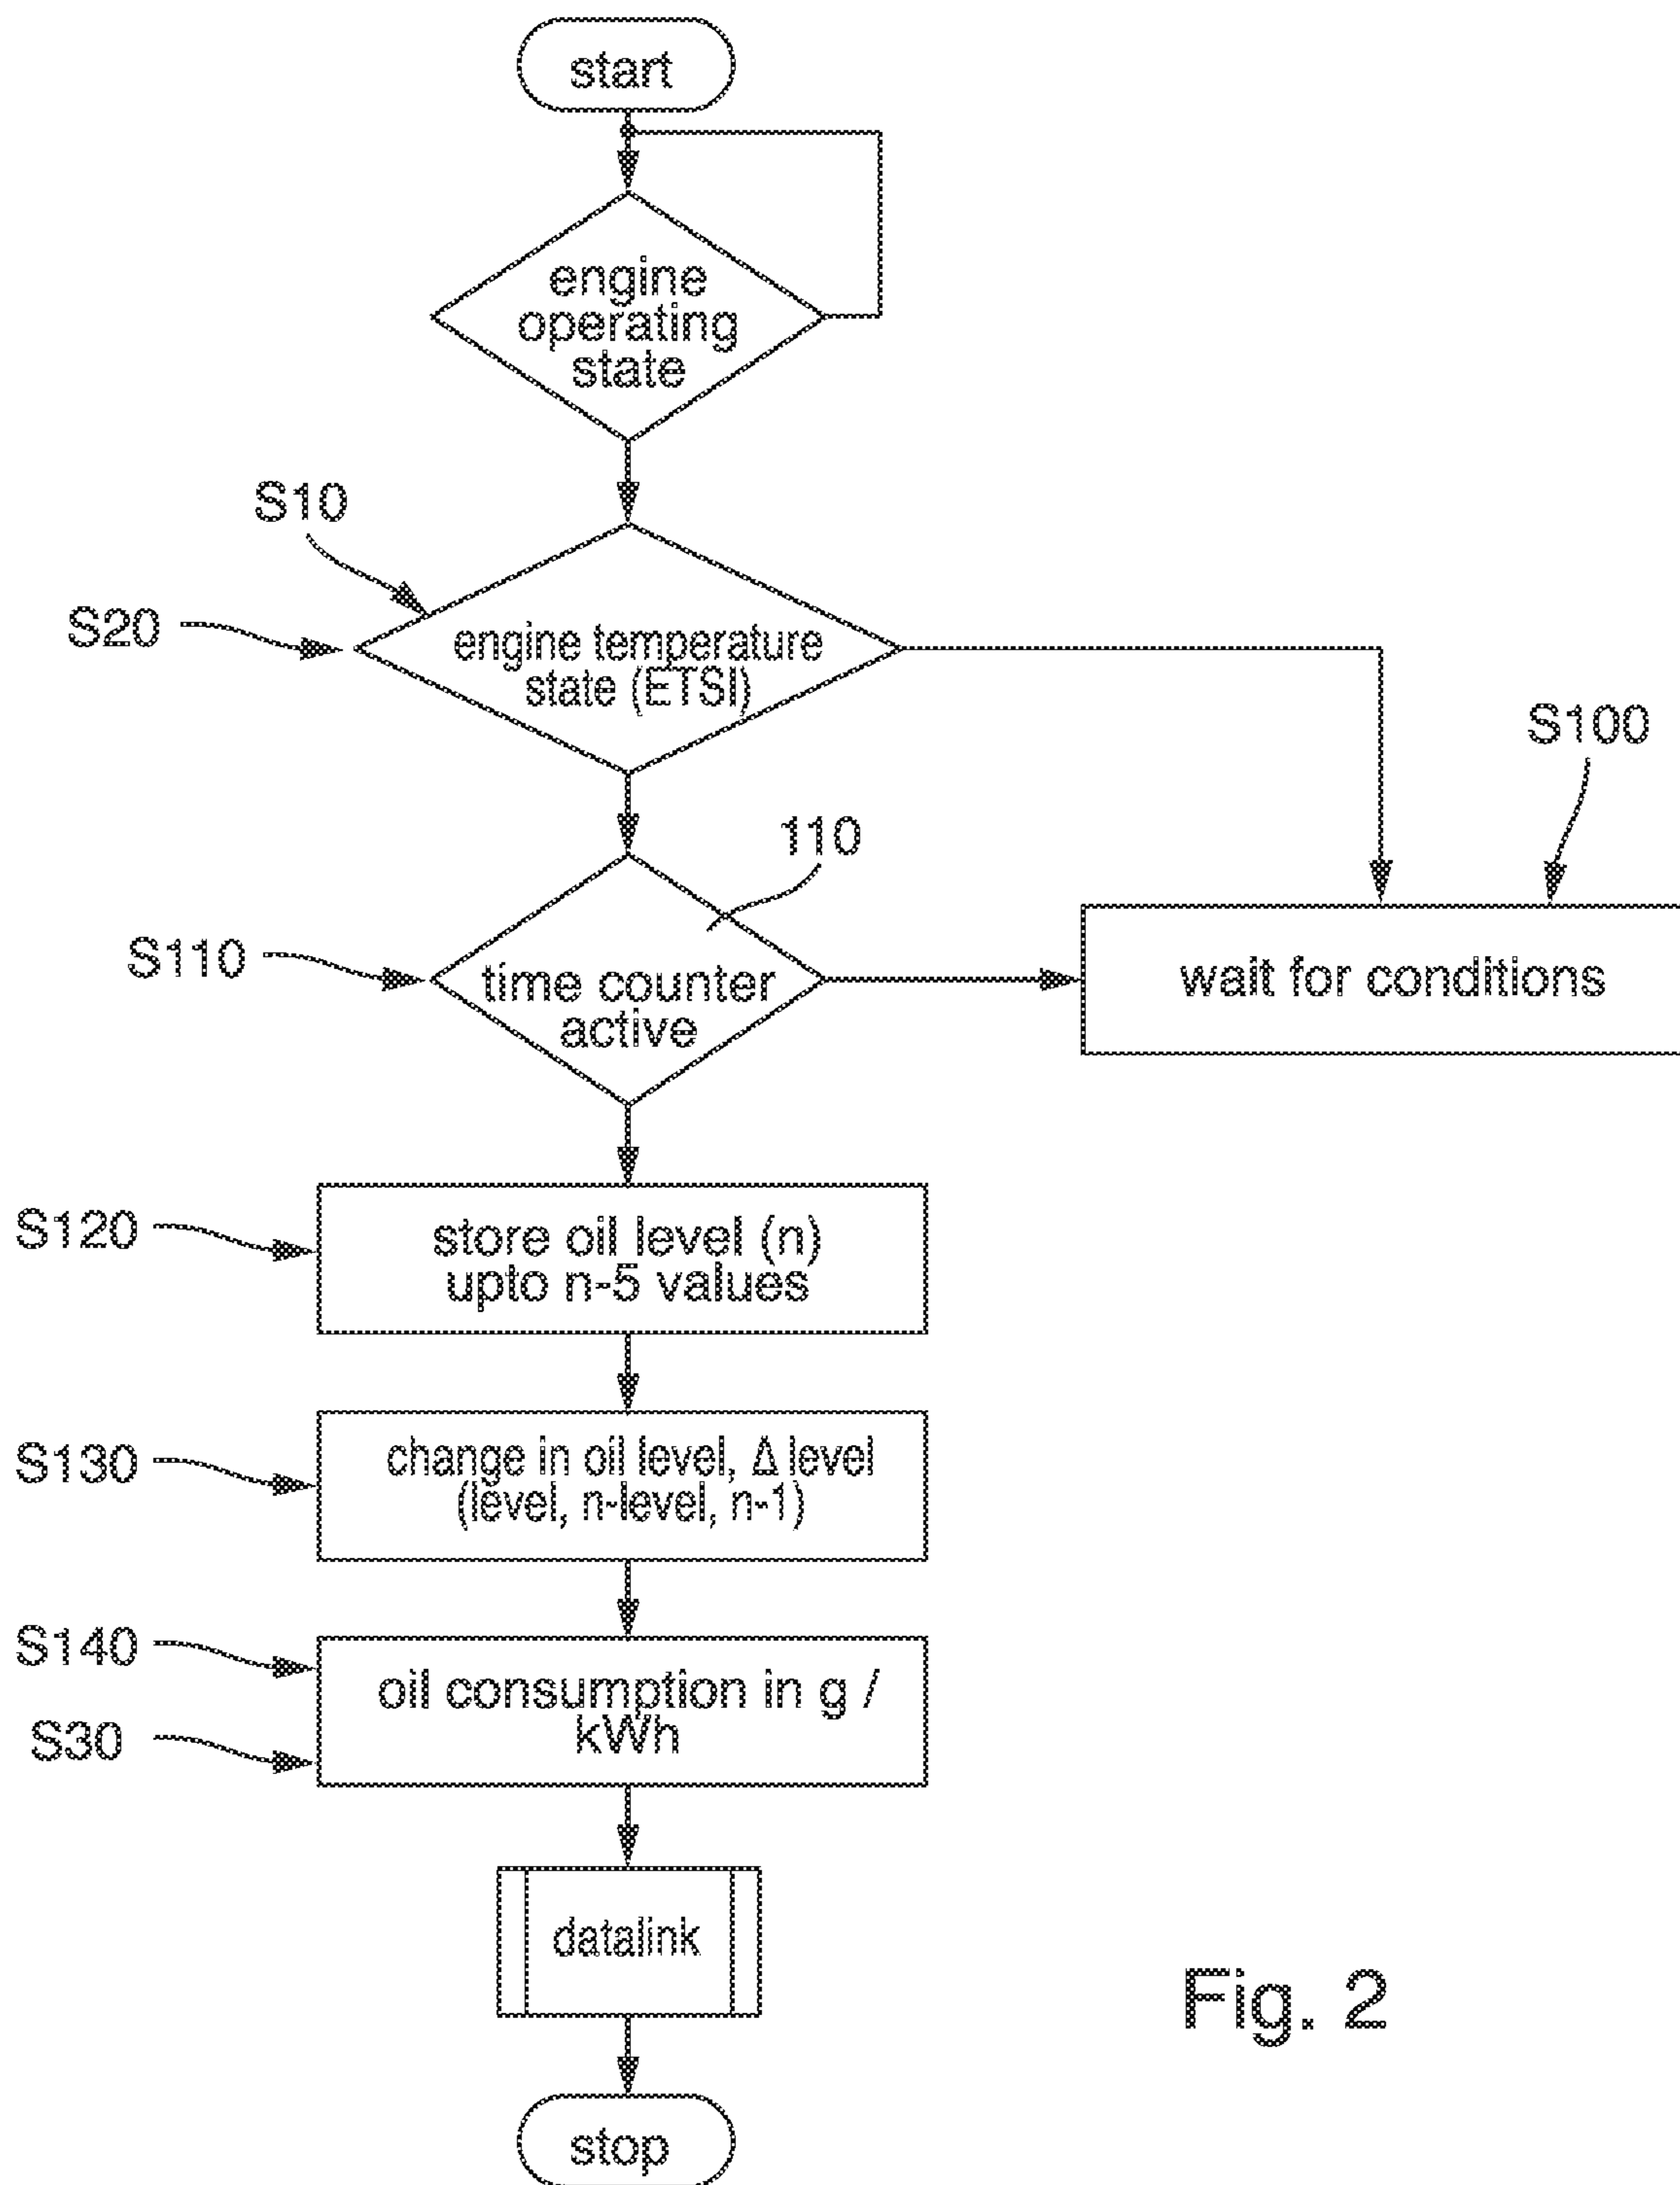 start
engine
operating
state
S10
S20
engine temperature
state (ETSI)
S100
110
S110
time counter
active
wait for conditions
S120
store oil level (n)
upto n-5 values
S130
change in oil level, Δ level
(level, n-level, n-1)
S140
S30
oil consumption in g /
kWh
datalink
Fig. 2
stop